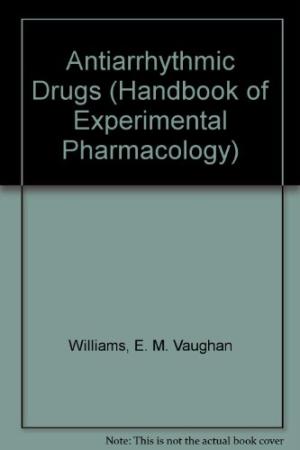 Antiarrhythmic
Drugs (Handbook of
Experimental
Pharmacology)
Williams, E. M. Vaughan
Note: This is not the actual book cover